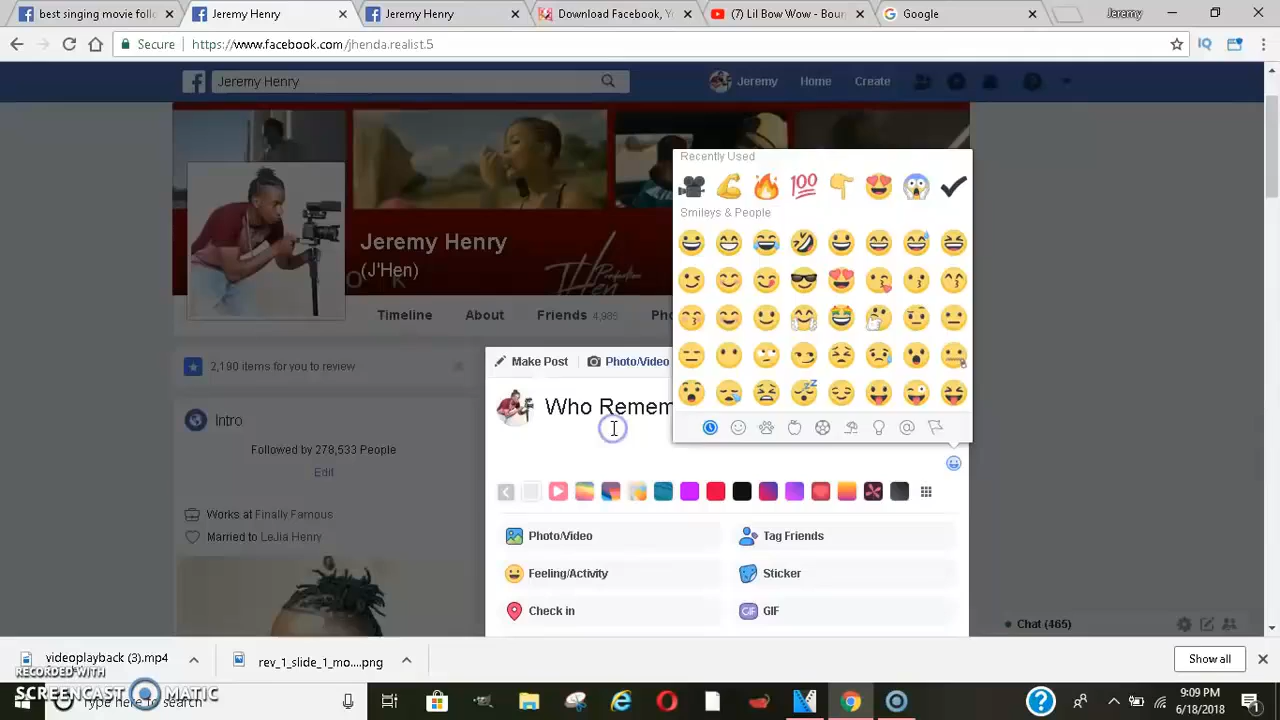 best singing movie
Jeremy Henry
Jeremy Henry
Download Facebook, Y
(7) Lil Bow Wow - Boun
Google
Jeremy
Secure
https://www.facebook.com/jhenda.realist.5
Jeremy Henry
Jeremy
Home
Create
Recently Used
100
Smileys & People
Jeremy Henry
(J'Hen)
Timeline
About
Friends 4,985
Pho
2,190 items for you to review
Make Post
Photo/Video
Who Remem
Intro
Followed by 278,533 People
Edit
Works at Finally Famous
Married to LeJia Henry
Photo/Video
Tag Friends
Feeling/Activity
Sticker
Check in
GIF
GIF
Chat (465)
videoplayback (3).mp4
rev_1_slide_1_mo....png
Show all
RECORDED WITH
SCREENCAST MATIC
Type here to search
9:09 PM
6/18/2018